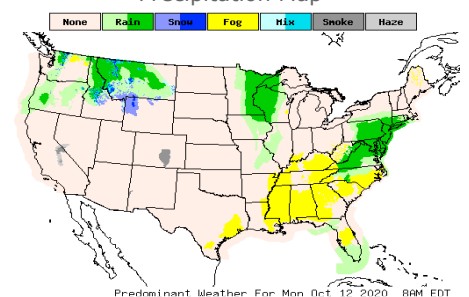 Precipitation Map
None Rain Snow Fog Mix Smoke Haze
Predominant Weather For Mon Oct 12 2020 8AM EDT